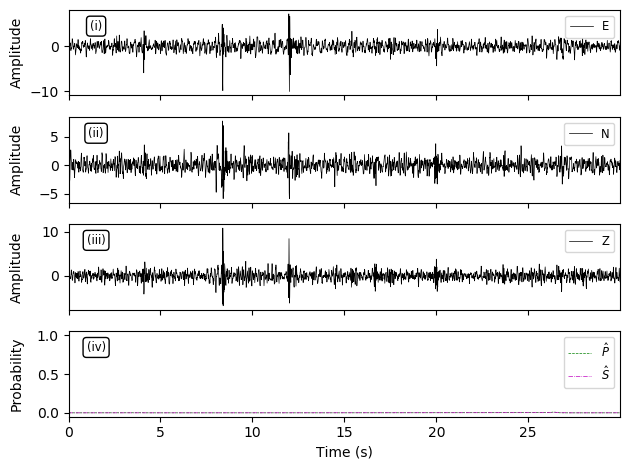 (i)
E
Amplitude
0
−10
(ii)
N
Amplitude
5
0
−5
(iii)
Z
Amplitude
10
0
(iv)
P̂
Ŝ
Probability
1.0
0.5
0.0
0 5 10 15 20 25
Time (s)